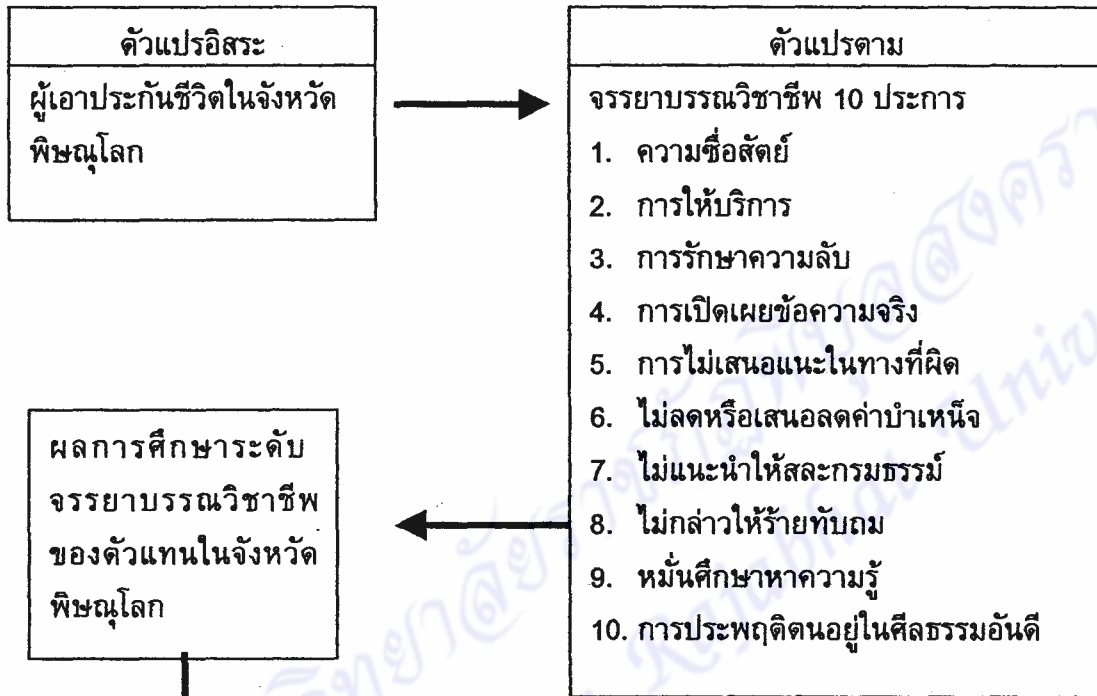 ตัวแปรอิสระ
ผู้เอาประกันชีวิตในจังหวัด
พิษณุโลก
ตัวแปรตาม
จรรยาบรรณวิชาชีพ 10 ประการ
1. ความซื่อสัตย์
2. การให้บริการ
3. การรักษาความลับ
4. การเปิดเผยข้อความจริง
5. การไม่เสนอแนะในทางที่ผิด
6. ไม่ลดหรือเสนอลดค่าบำเหน็จ
7. ไม่แนะนำให้สละกรมธรรม์
8. ไม่กล่าวให้ร้ายทับถม
9. หมั่นศึกษาหาความรู้
10. การประพฤติตนอยู่ในศีลธรรมอันดี
ผลการศึกษาระดับ
จรรยาบรรณวิชาชีพ
ของตัวแทนในจังหวัด
พิษณุโลก